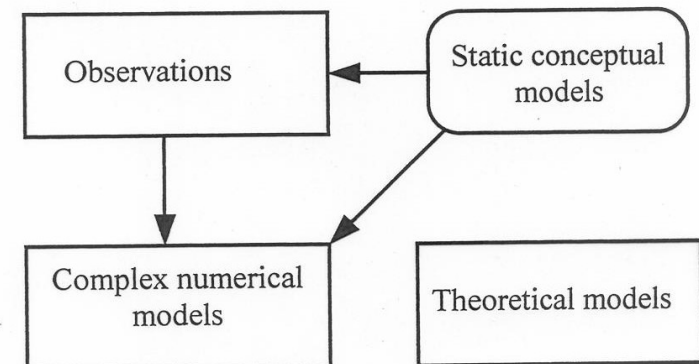 Observations
Static conceptual
models
Complex numerical
models
Theoretical models